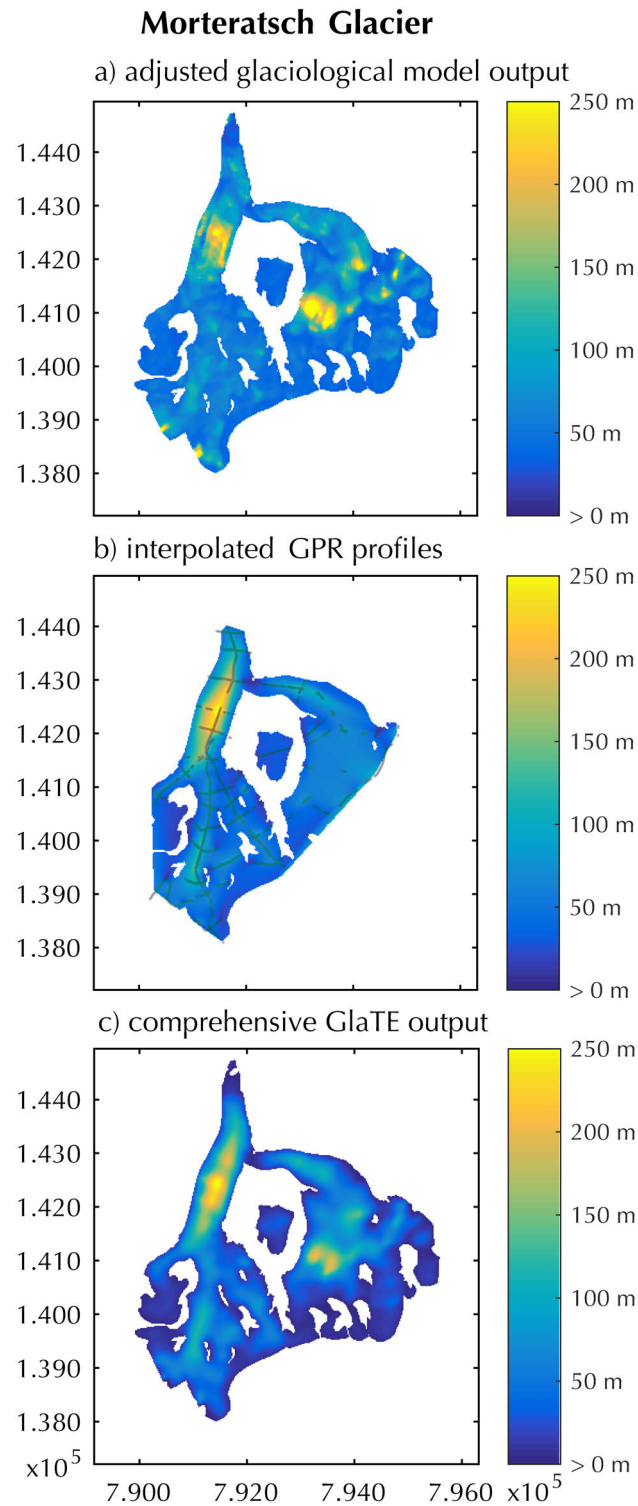 Morteratsch Glacier
a) adjusted glaciological model output
250 m
1.440
200 m
1.430
1.420
150 m
1.410
100 m
1.400
1.390
50 m
1.380
> 0 m
b) interpolated GPR profiles
250 m
1.440
200 m
1.430
1.420
150 m
1.410
100 m
1.400
1.390
50 m
1.380
> 0 m
c) comprehensive GlaTE output
250 m
1.440
200 m
1.430
1.420
150 m
1.410
100 m
1.400
1.390
50 m
1.380
x10⁵
> 0 m
7.900 7.920 7.940 7.960 x10⁵